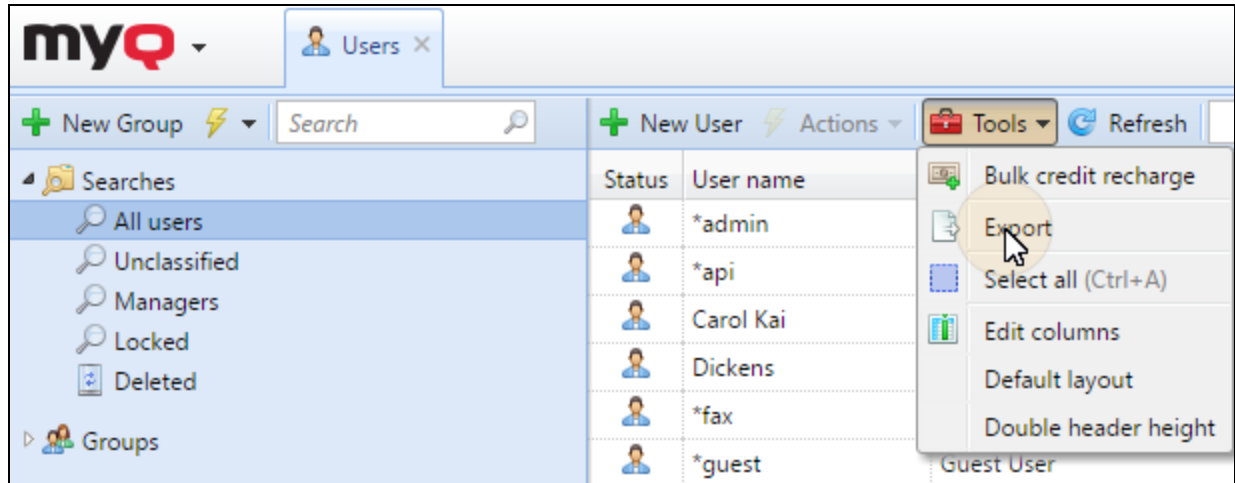 myQ
Users
New Group
Search
New User
Actions
Tools
Refresh
Searches
All users
Unclassified
Managers
Locked
Deleted
Groups
Status User name
*admin
*api
Carol Kai
Dickens
*fax
*guest
Guest User
Bulk credit recharge
Export
Select all (Ctrl+A)
Edit columns
Default layout
Double header height